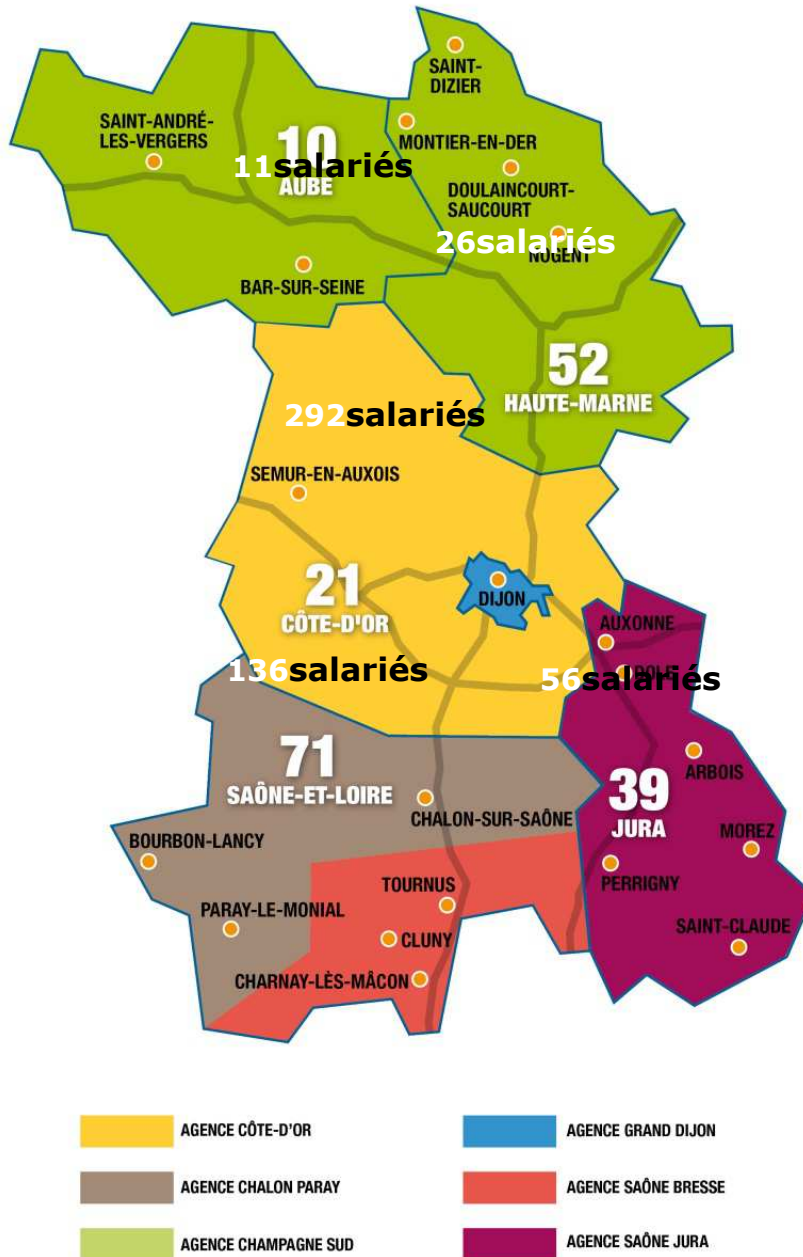 SAINT-
DIZIER
SAINT-ANDRÉ-
LES-VERGERS
MONTIER-EN-DER
10
11salariés
AUBE
DOULAINCOURT-
SAUCOURT
26salariés
NOGENT
BAR-SUR-SEINE
52
HAUTE-MARNE
292salariés
SEMUR-EN-AUXOIS
21
CÔTE-D'OR
DIJON
AUXONNE
136salariés
56salariés
DOLE
71
SAÔNE-ET-LOIRE
ARBOIS
39
JURA
CHALON-SUR-SAÔNE
MOREZ
BOURBON-LANCY
PERRIGNY
TOURNUS
PARAY-LE-MONIAL
SAINT-CLAUDE
CLUNY
CHARNAY-LÈS-MÂCON
AGENCE CÔTE-D'OR
AGENCE GRAND DIJON
AGENCE CHALON PARAY
AGENCE SAÔNE BRESSE
AGENCE CHAMPAGNE SUD
AGENCE SAÔNE JURA